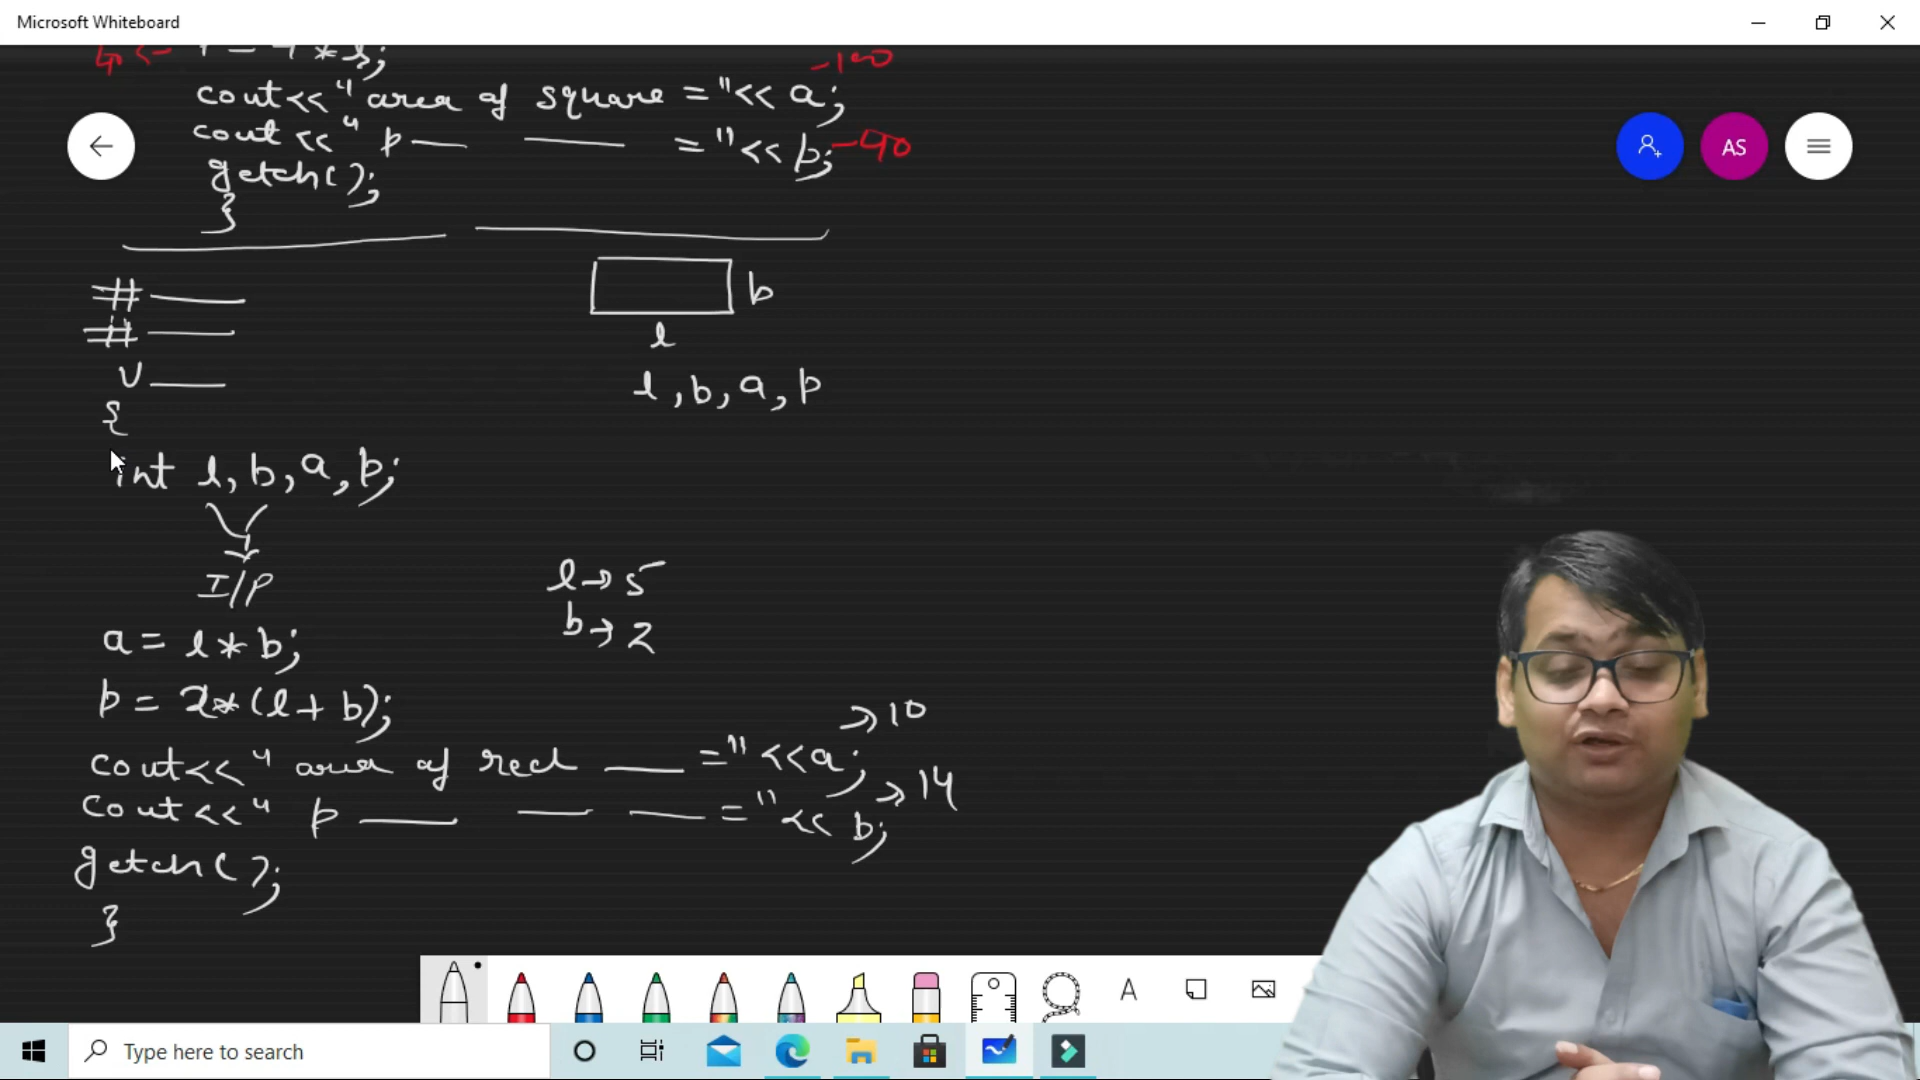 Microsoft Whiteboard
cout<<" area of square = "<< a; -100
cout<<" p = "<< p; -40
getch();
}
#
b
#
l
v
l, b, a, p
{
int l, b, a, p;
I/P
l → 5
b → 2
a = l * b;
p = 2*(l + b);
→ 10
cout<<" area of rect = "<<a;
→ 14
cout<<" p = "<< b;
getch();
}
AS
A
Type here to search